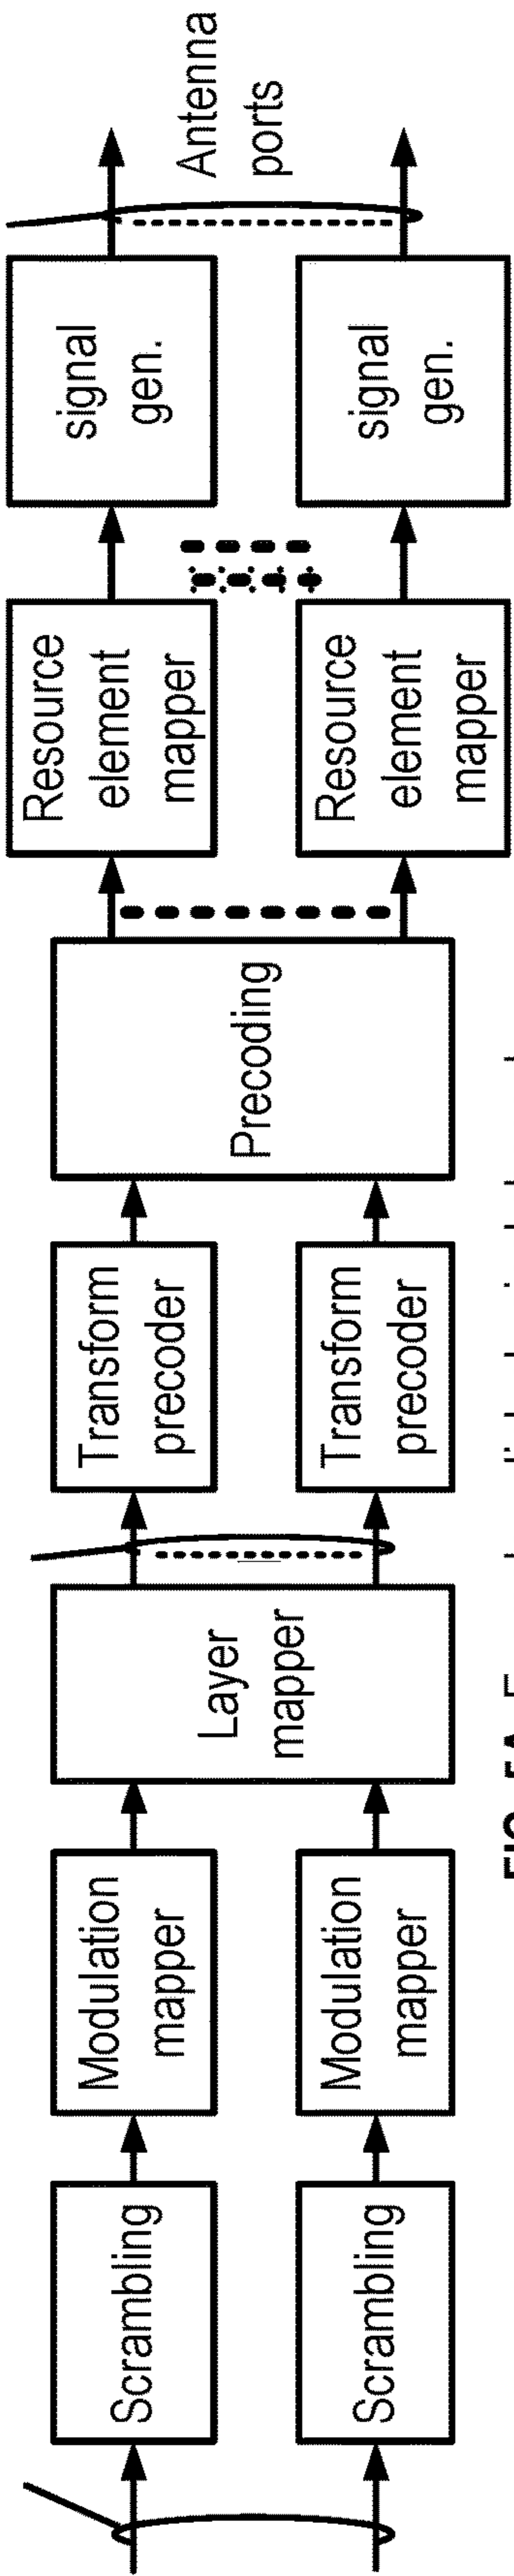 Scrambling
Scrambling
Modulation
mapper
Modulation
mapper
Layer
mapper
Transform
precoder
Transform
precoder
Precoding
Resource
element
mapper
Resource
element
mapper
signal
gen.
signal
gen.
Antenna
ports